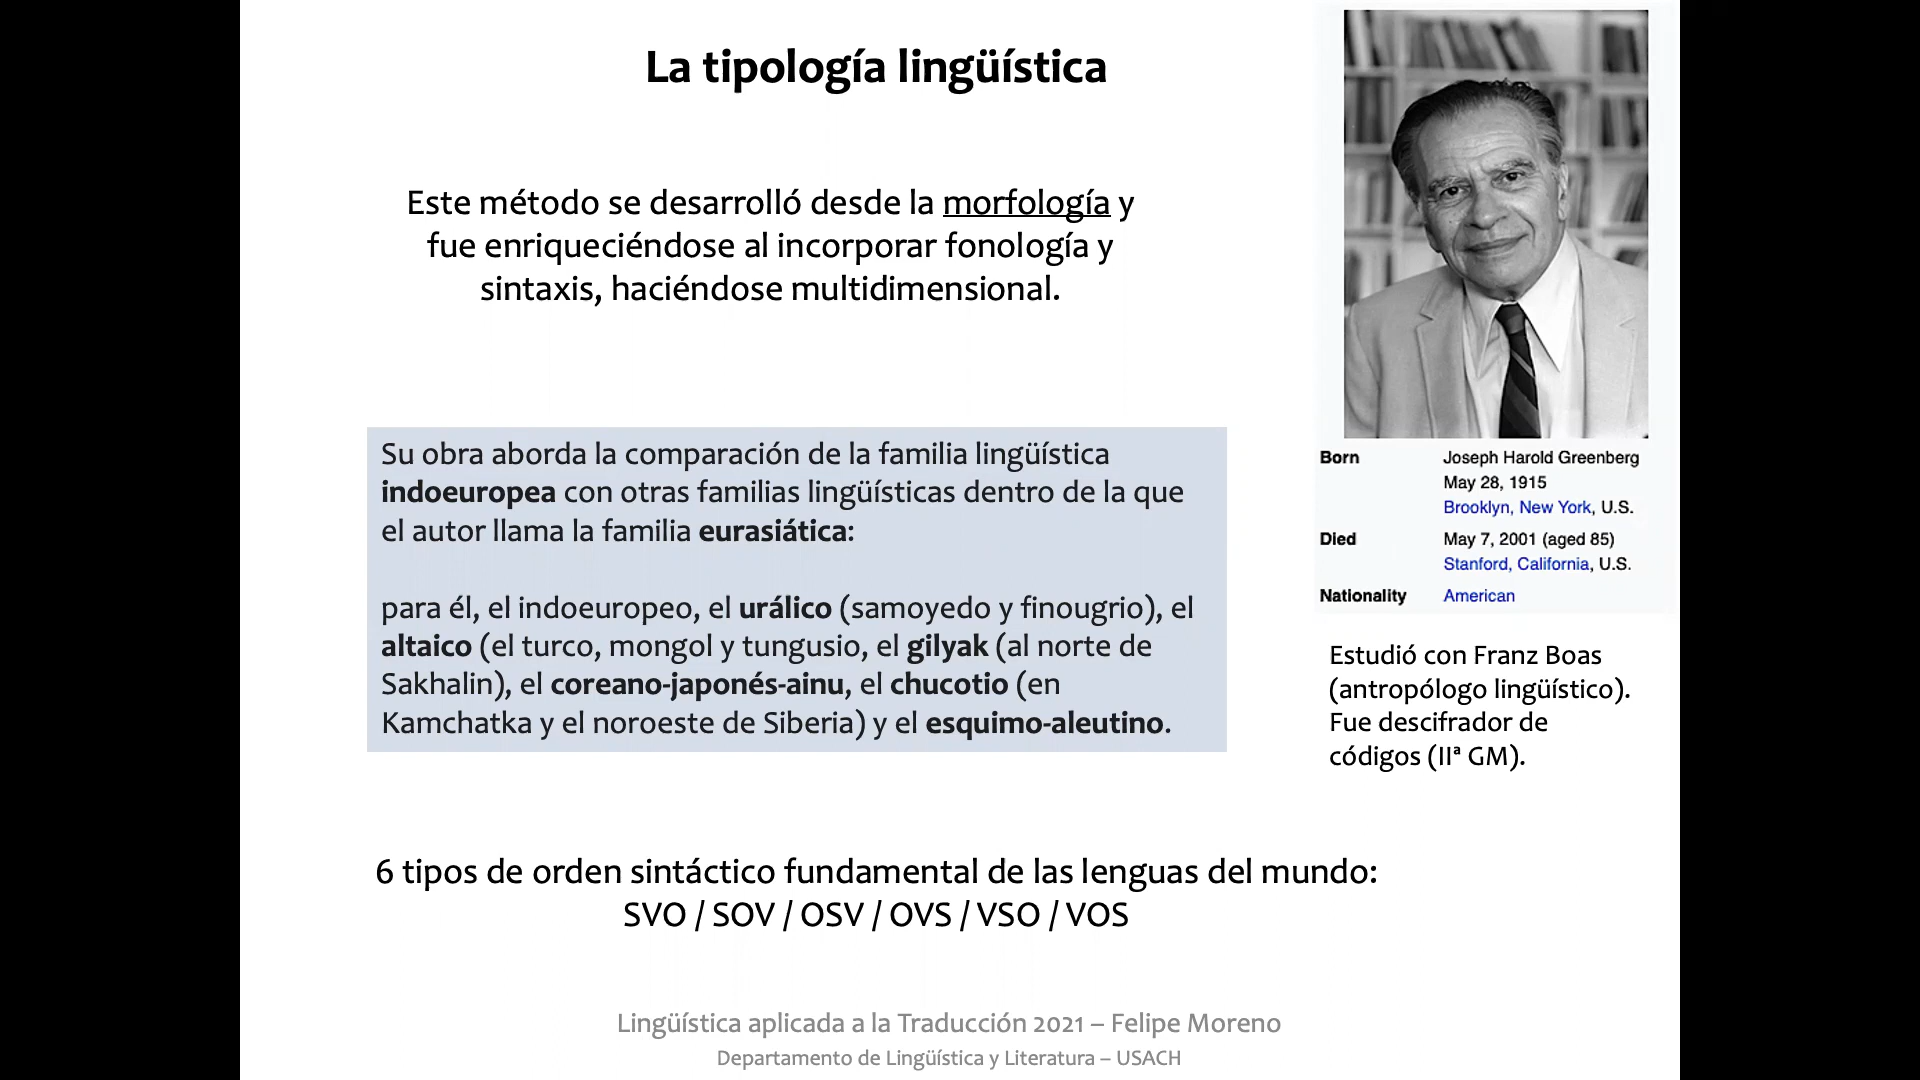 La tipología lingüística
Este método se desarrolló desde la morfología y
fue enriqueciéndose al incorporar fonología y
sintaxis, haciéndose multidimensional.
Su obra aborda la comparación de la familia lingüística
indoeuropea con otras familias lingüísticas dentro de la que
el autor llama la familia eurasiática:
para él, el indoeuropeo, el urálico (samoyedo y finougrio), el
altaico (el turco, mongol y tungusio, el gilyak (al norte de
Sakhalin), el coreano-japonés-ainu, el chucotio (en
Kamchatka y el noroeste de Siberia) y el esquimo-aleutino.
Born Joseph Harold Greenberg
May 28, 1915
Brooklyn, New York, U.S.
Died May 7, 2001 (aged 85)
Stanford, California, U.S.
Nationality American
Estudió con Franz Boas
(antropólogo lingüístico).
Fue descifrador de
códigos (IIª GM).
6 tipos de orden sintáctico fundamental de las lenguas del mundo:
SVO / SOV / OSV / OVS / VSO / VOS
Lingüística aplicada a la Traducción 2021 – Felipe Moreno
Departamento de Lingüística y Literatura – USACH